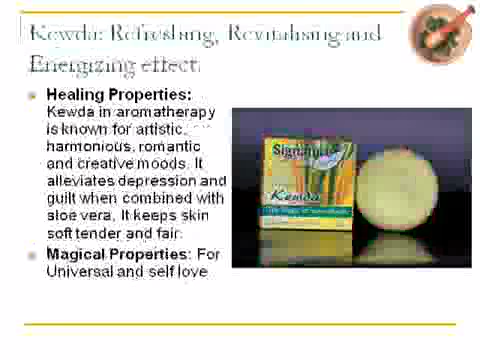 Kewda: Refreshing, Revitalising and
Energizing effect
Healing Properties:
Kewda in aromatherapy
is known for artistic,
harmonious, romantic
and creative moods. It
alleviates depression and
guilt when combined with
aloe vera. It keeps skin
soft tender and fair.
Magical Properties: For
Universal and self love
Kewda